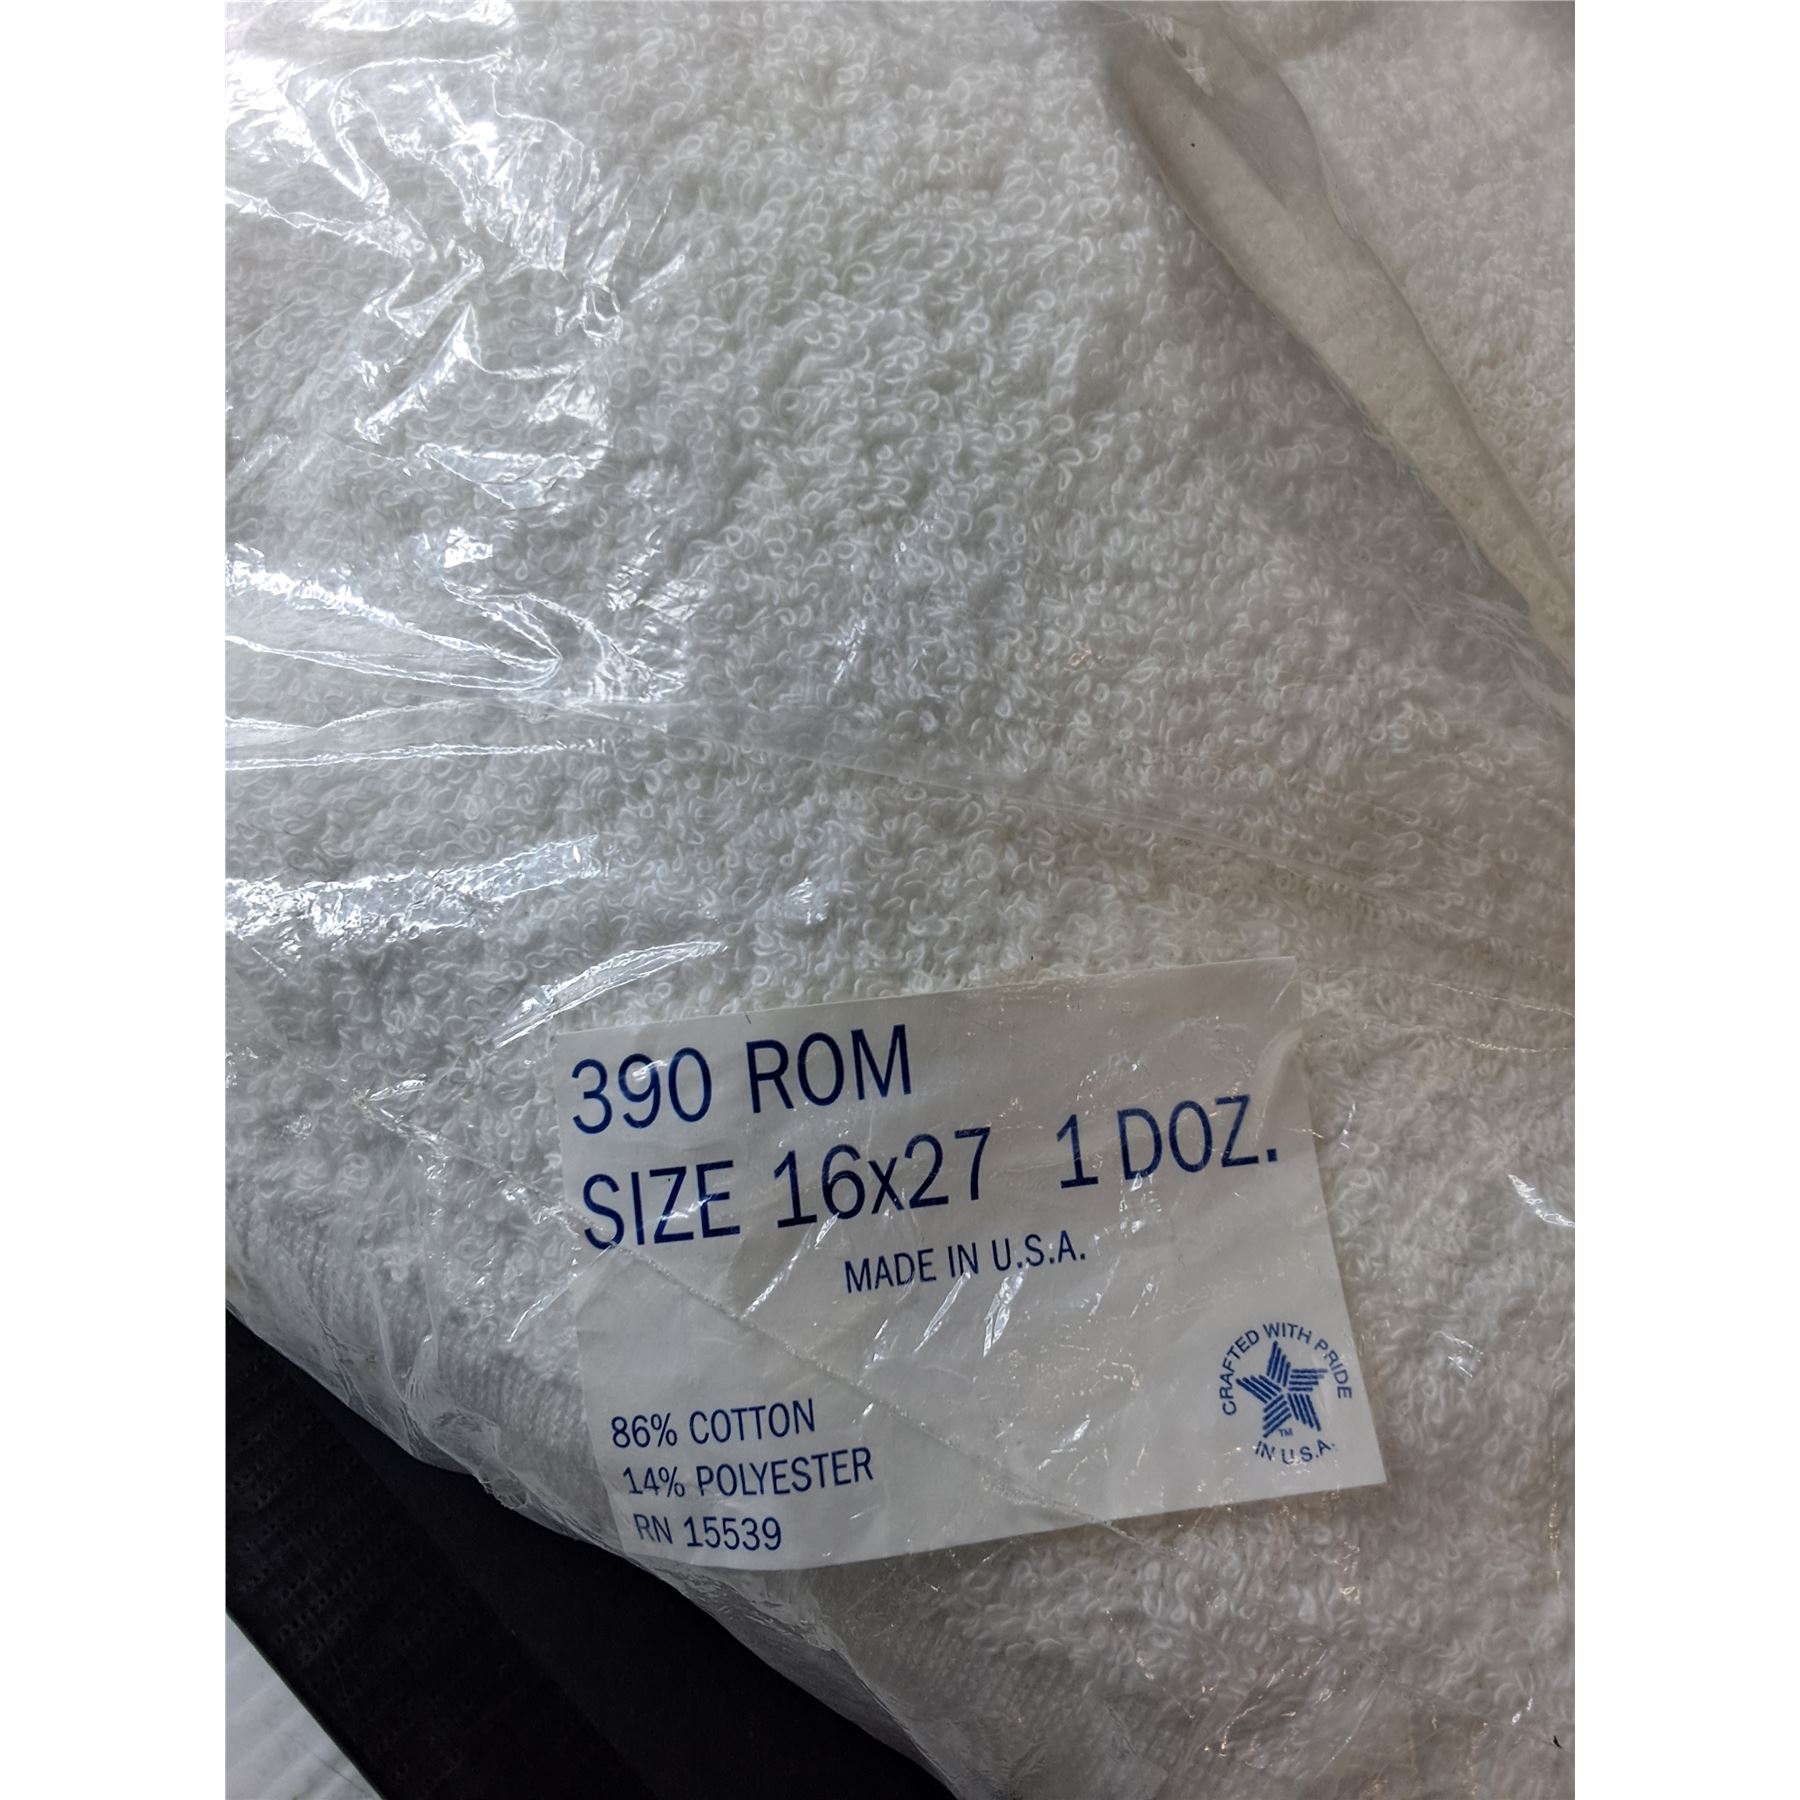 390 ROM
SIZE 16x27 1 DOZ.
MADE IN U.S.A.
CRAFTED WITH PRIDE
TM
IN U.S.A.
86% COTTON
14% POLYESTER
RN 15539